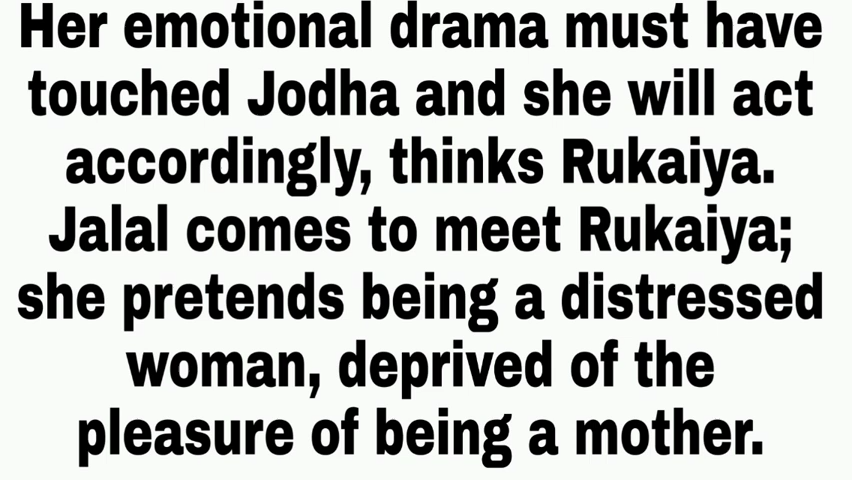 Her emotional drama must have
touched Jodha and she will act
accordingly, thinks Rukaiya.
Jalal comes to meet Rukaiya;
she pretends being a distressed
woman, deprived of the
pleasure of being a mother.